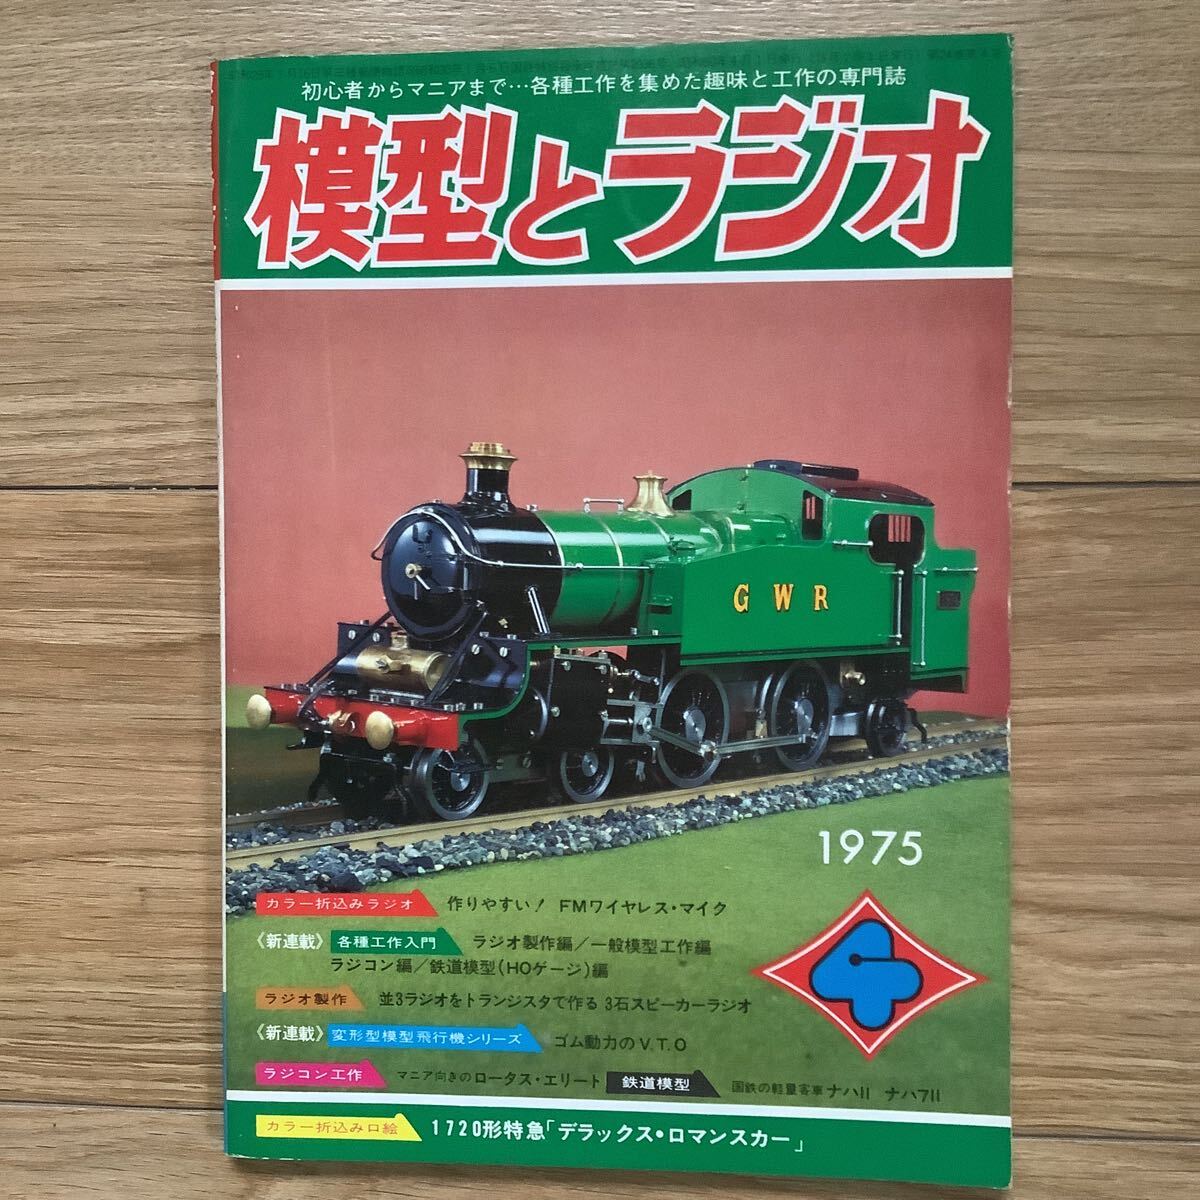 初心者からマニアまで…各種工作を集めた趣味と工作の専門誌
模型とラジオ
GWR
1975
4
カラー折込みラジオ 作りやすい! FMワイヤレス・マイク
《新連載》 各種工作入門 ラジオ製作編/一般模型工作編
ラジコン編/鉄道模型(HOゲージ)編
ラジオ製作 並3ラジオをトランジスタで作る 3石スピーカーラジオ
《新連載》 変形型模型飛行機シリーズ ゴム動力のV.T.O
ラジコン工作 マニア向きのロータス・エリート 鉄道模型 国鉄の軽量客車 ナハ11 ナハフ11
カラー折込み口絵 1720形特急「デラックス・ロマンスカー」